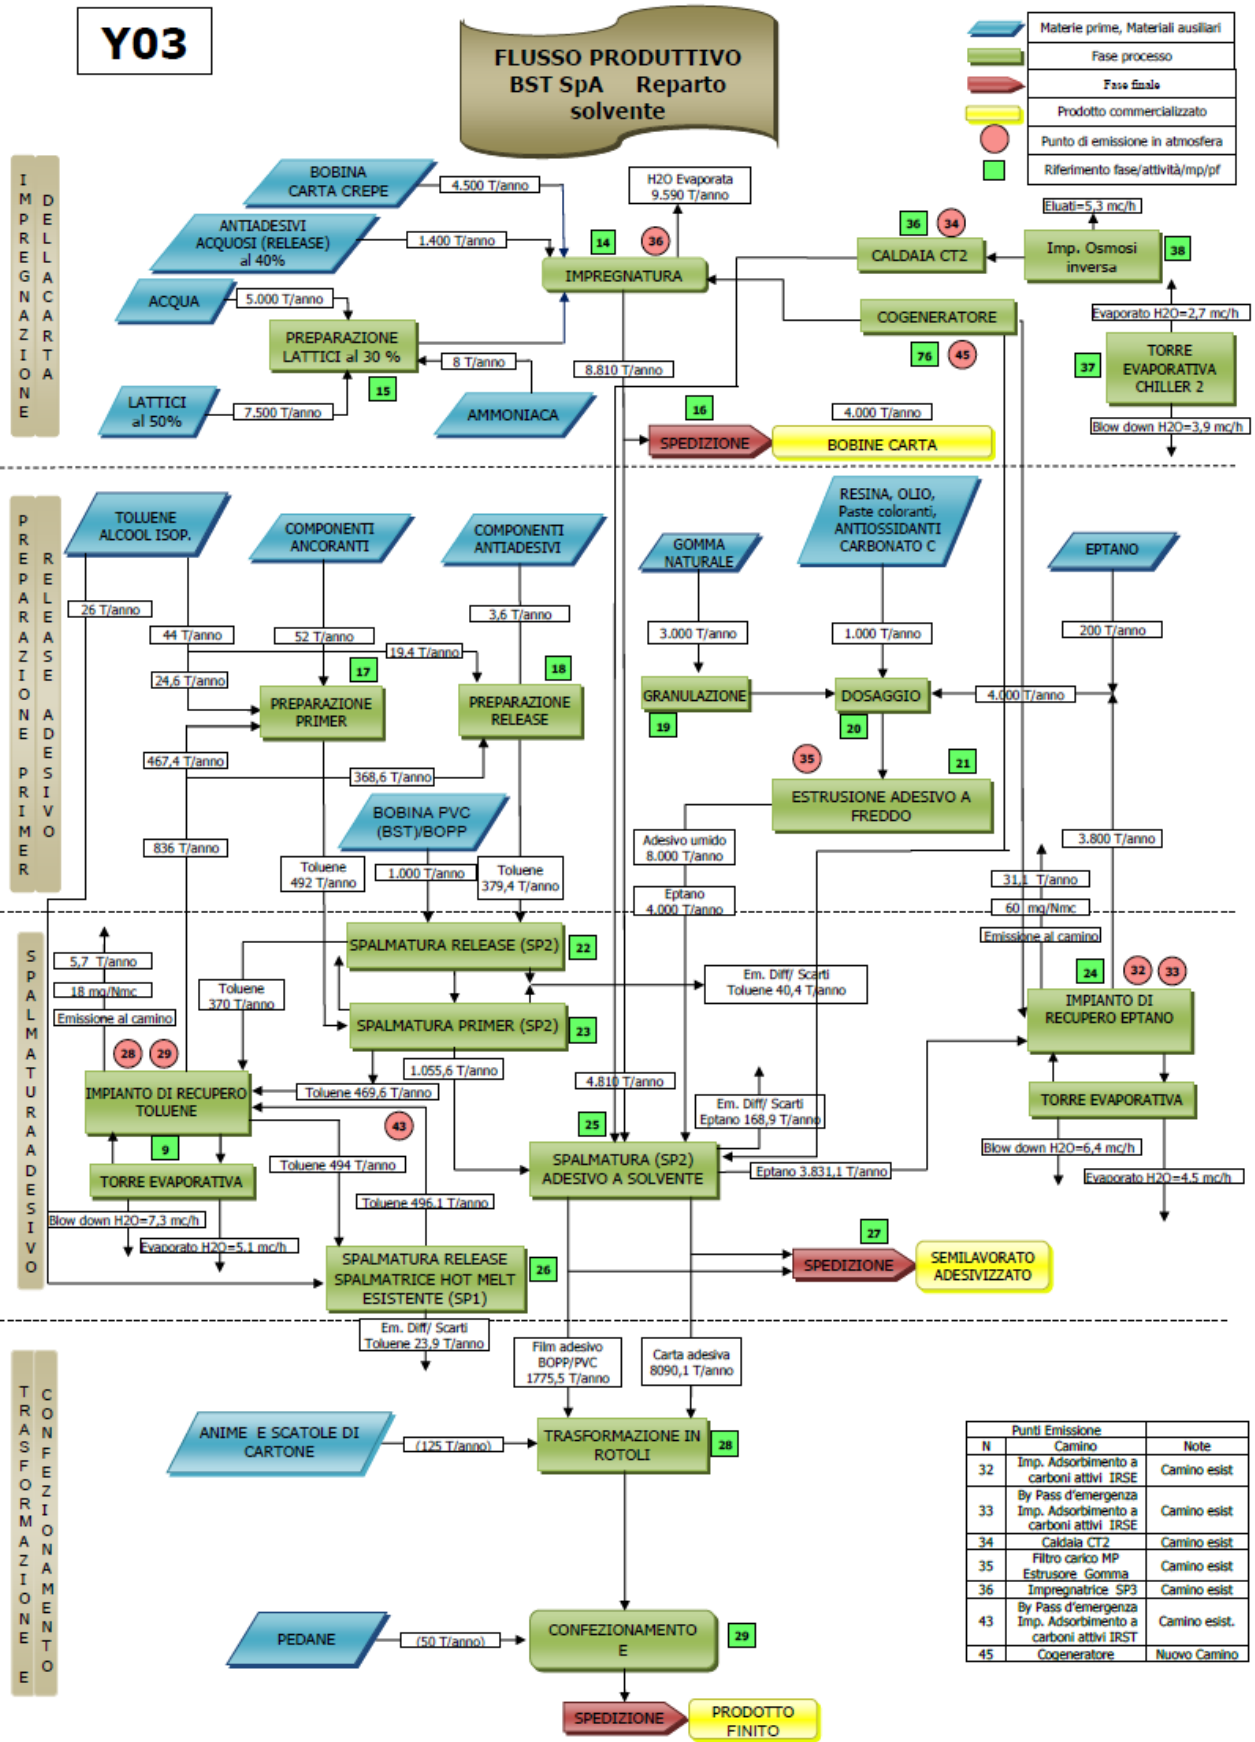 Y03
FLUSSO PRODUTTIVO
BST SpA Reparto
solvente
Materie prime, Materiali ausiliari
Fase processo
Fase finale
Prodotto commercializzato
Punto di emissione in atmosfera
Riferimento fase/attività/mp/pf
IMPREGNAZIONE
DELLA CARTA
BOBINA
CARTA CREPE
4.500 T/anno
H2O Evaporata
9.590 T/anno
ANTIADESIVI
ACQUOSI (RELEASE)
al 40%
1.400 T/anno
14
36
IMPREGNATURA
36
34
CALDAIA CT2
Eluati=5,3 mc/h
Imp. Osmosi
inversa
38
ACQUA
5.000 T/anno
PREPARAZIONE
LATTICI al 30 %
15
8 T/anno
LATTICI
al 50%
7.500 T/anno
AMMONIACA
8.810 T/anno
COGENERATORE
76
45
Evaporato H2O=2,7 mc/h
37
TORRE
EVAPORATIVA
CHILLER 2
Blow down H2O=3,9 mc/h
16
SPEDIZIONE
4.000 T/anno
BOBINE CARTA
PREPARAZIONE PRIMER
RELEASE ADESIVO
TOLUENE
ALCOOL ISOP.
COMPONENTI
ANCORANTI
COMPONENTI
ANTIADESIVI
GOMMA
NATURALE
RESINA, OLIO,
Paste coloranti,
ANTIOSSIDANTI
CARBONATO C
EPTANO
26 T/anno
44 T/anno
52 T/anno
3,6 T/anno
3.000 T/anno
1.000 T/anno
200 T/anno
19,4 T/anno
24,6 T/anno
17
PREPARAZIONE
PRIMER
18
PREPARAZIONE
RELEASE
GRANULAZIONE
19
DOSAGGIO
20
4.000 T/anno
467,4 T/anno
368,6 T/anno
35
21
ESTRUSIONE ADESIVO A
FREDDO
BOBINA PVC
(BST)/BOPP
836 T/anno
Toluene
492 T/anno
1.000 T/anno
Toluene
379,4 T/anno
Adesivo umido
8.000 T/anno
Eptano
4.000 T/anno
3.800 T/anno
31,1 T/anno
60 mg/Nmc
Emissione al camino
SPALMATURA ADESIVO
5,7 T/anno
18 mg/Nmc
Emissione al camino
Toluene
370 T/anno
SPALMATURA RELEASE (SP2)
22
SPALMATURA PRIMER (SP2)
23
Em. Diff/ Scarti
Toluene 40,4 T/anno
24
32
33
IMPIANTO DI
RECUPERO EPTANO
28
29
IMPIANTO DI RECUPERO
TOLUENE
9
1.055,6 T/anno
Toluene 469,6 T/anno
43
4.810 T/anno
Em. Diff/ Scarti
Eptano 168,9 T/anno
TORRE EVAPORATIVA
25
SPALMATURA (SP2)
ADESIVO A SOLVENTE
Eptano 3.831,1 T/anno
Blow down H2O=6,4 mc/h
Evaporato H2O=4,5 mc/h
Toluene 494 T/anno
TORRE EVAPORATIVA
Toluene 496,1 T/anno
Blow down H2O=7,3 mc/h
Evaporato H2O=5,1 mc/h
SPALMATURA RELEASE
SPALMATRICE HOT MELT
ESISTENTE (SP1)
26
27
SPEDIZIONE
SEMILAVORATO
ADESIVIZZATO
Em. Diff/ Scarti
Toluene 23,9 T/anno
TRASFORMAZIONE E
CONFEZIONAMENTO
Film adesivo
BOPP/PVC
1775,5 T/anno
Carta adesiva
8090,1 T/anno
ANIME E SCATOLE DI
CARTONE
(125 T/anno)
TRASFORMAZIONE IN
ROTOLI
28
PEDANE
(50 T/anno)
CONFEZIONAMENTO
E
29
SPEDIZIONE
PRODOTTO
FINITO
Punti Emissione
N Camino Note
32 Imp. Adsorbimento a
carboni attivi IRSE Camino esist
33 By Pass d'emergenza
Imp. Adsorbimento a
carboni attivi IRSE Camino esist
34 Caldaia CT2 Camino esist
35 Filtro carico MP
Estrusore Gomma Camino esist
36 Impregnatrice SP3 Camino esist
43 By Pass d'emergenza
Imp. Adsorbimento a
carboni attivi IRST Camino esist.
45 Cogeneratore Nuovo Camino